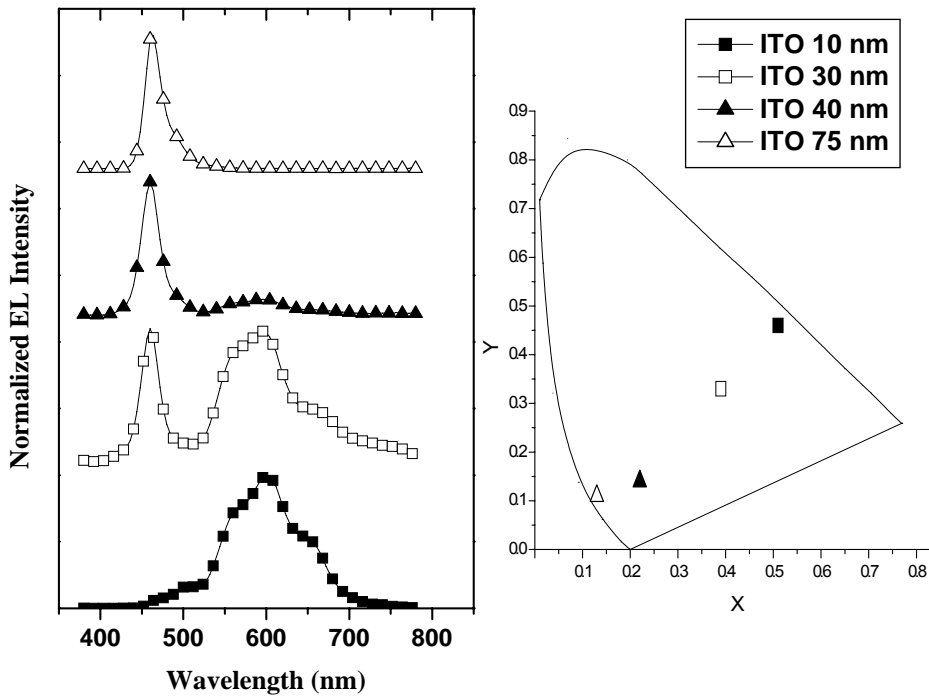 Normalized EL Intensity
400 500 600 700 800
Wavelength (nm)
ITO 10 nm
ITO 30 nm
ITO 40 nm
ITO 75 nm
0.9
0.8
0.7
0.6
0.5
0.4
0.3
0.2
0.1
0.0
Y
0.1 0.2 0.3 0.4 0.5 0.6 0.7 0.8
X